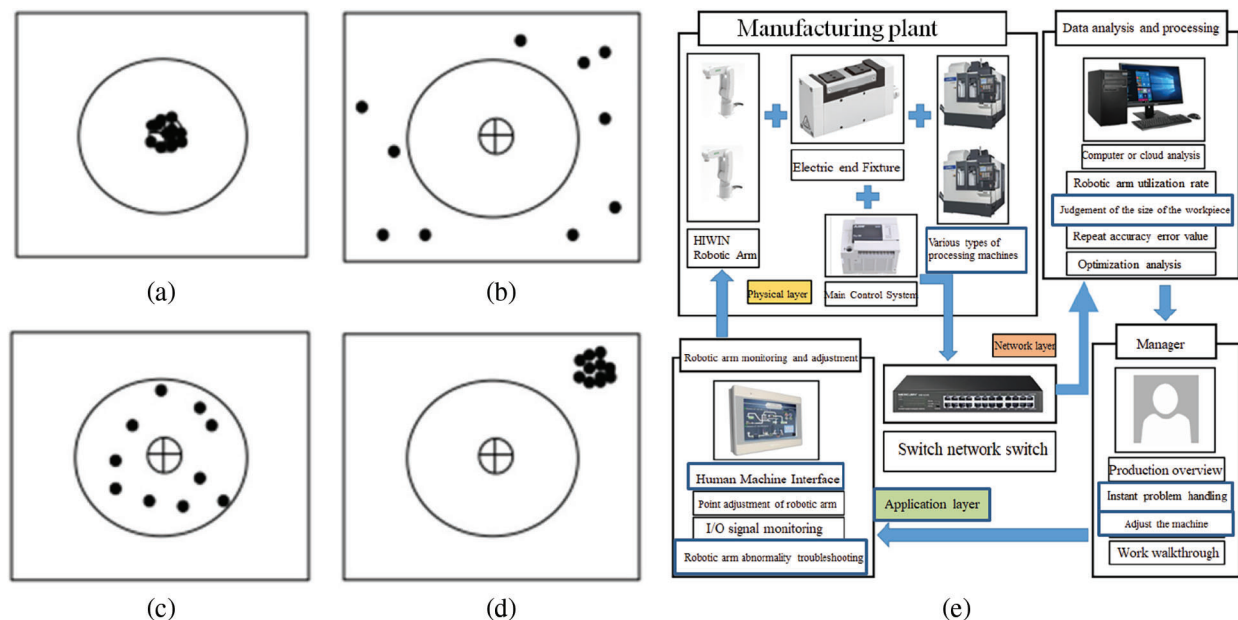 (a)
(b)
(c)
(d)
Manufacturing plant
Electric end Fixture
HIWIN
Robotic Arm
Various types of
processing machines
Physical layer
Main Control System
Data analysis and processing
Computer or cloud analysis
Robotic arm utilization rate
Judgement of the size of the workpiece
Repeat accuracy error value
Optimization analysis
Network layer
Switch network switch
Manager
Production overview
Instant problem handling
Adjust the machine
Work walkthrough
Application layer
Robotic arm monitoring and adjustment
Human Machine Interface
Point adjustment of robotic arm
I/O signal monitoring
Robotic arm abnormality troubleshooting
(e)